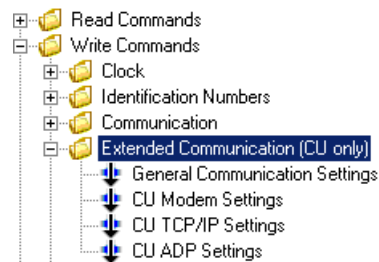 Read Commands
Write Commands
Clock
Identification Numbers
Communication
Extended Communication (CU only)
General Communication Settings
CU Modem Settings
CU TCP/IP Settings
CU ADP Settings